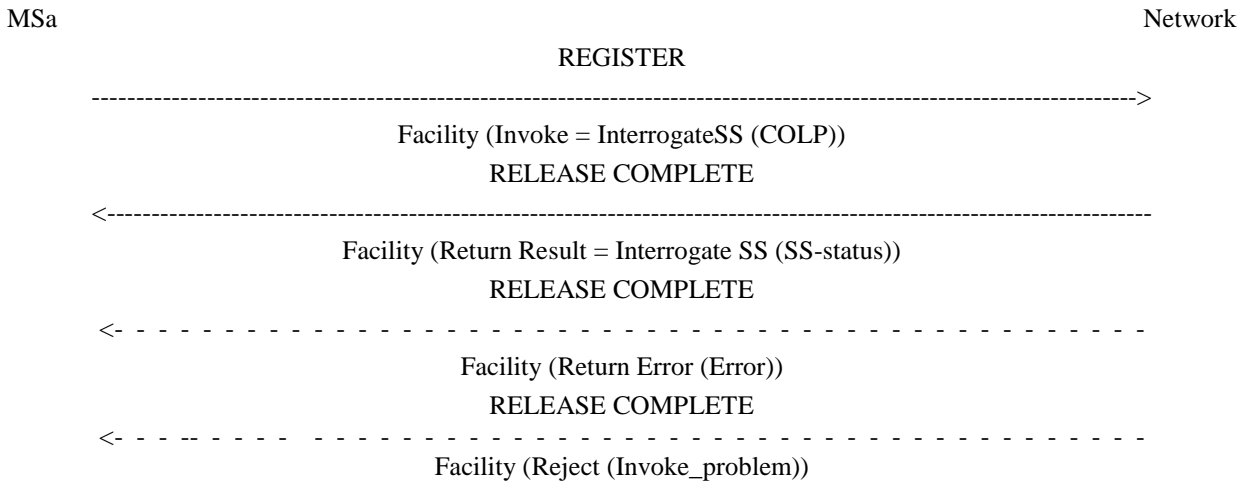 MSa Network
REGISTER
------------------------------------------------------------------------------------------------------------------------>
Facility (Invoke = InterrogateSS (COLP))
RELEASE COMPLETE
<------------------------------------------------------------------------------------------------------------------------
Facility (Return Result = Interrogate SS (SS-status))
RELEASE COMPLETE
<- - - - - - - - - - - - - - - - - - - - - - - - - - - - - - - - - - - - - - - - - - - - - - -
Facility (Return Error (Error))
RELEASE COMPLETE
<- - - -- - - - - - - - - - - - - - - - - - - - - - - - - - - - - - - - - - - - - - - - - - -
Facility (Reject (Invoke_problem))